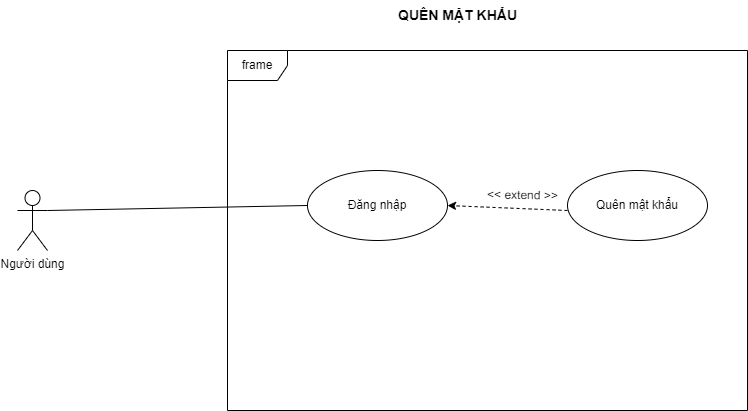 QUÊN MẬT KHẨU
frame
<< extend >>
Đăng nhập
Quên mật khẩu
Người dùng